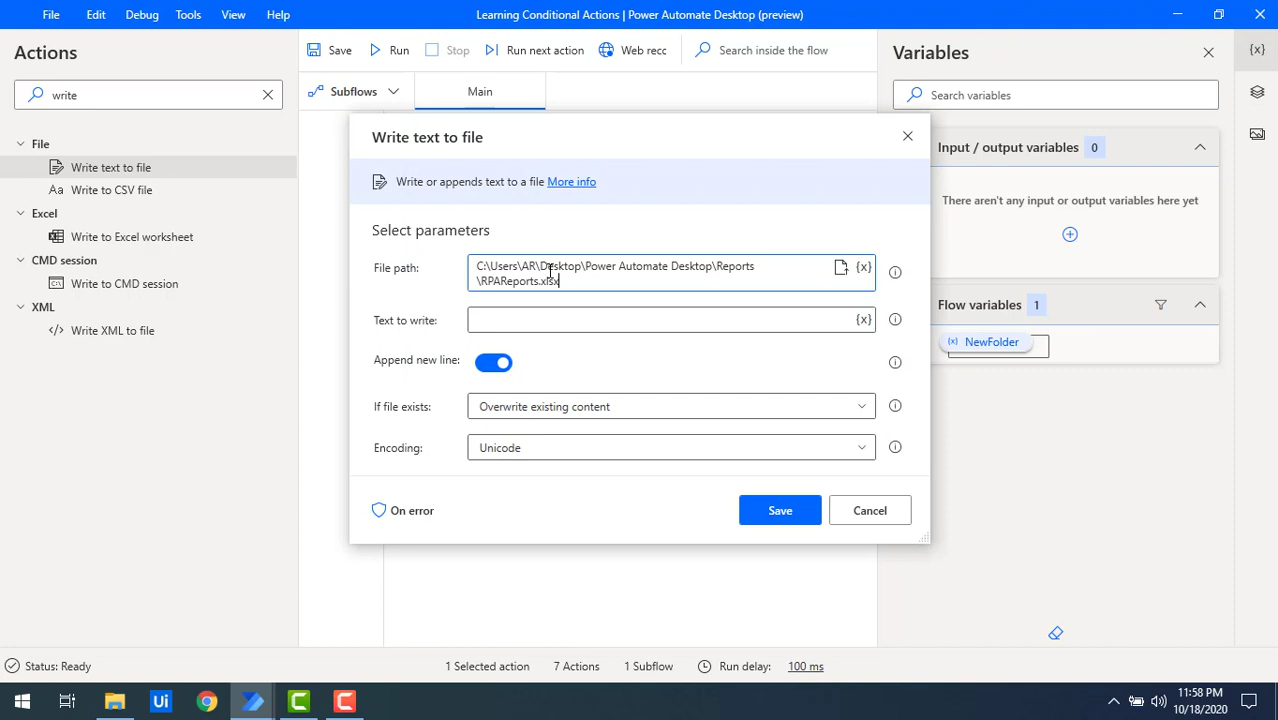 File Edit Debug Tools View Help Learning Conditional Actions | Power Automate Desktop (preview)
Actions
write
File
Write text to file
Aa Write to CSV file
Excel
Write to Excel worksheet
CMD session
Write to CMD session
XML
Write XML to file
Save Run Stop Run next action Web recc Search inside the flow
Subflows Main
Write text to file
Write or appends text to a file More info
Select parameters
File path: C:\Users\AR\Desktop\Power Automate Desktop\Reports
\RPAReports.xlsx
{x}
Text to write: {x}
Append new line:
If file exists: Overwrite existing content
Encoding: Unicode
On error Save Cancel
Variables {x}
Search variables
Input / output variables 0
There aren't any input or output variables here yet
Flow variables 1
(x) NewFolder
Status: Ready 1 Selected action 7 Actions 1 Subflow Run delay: 100 ms
Ui
11:58 PM
10/18/2020